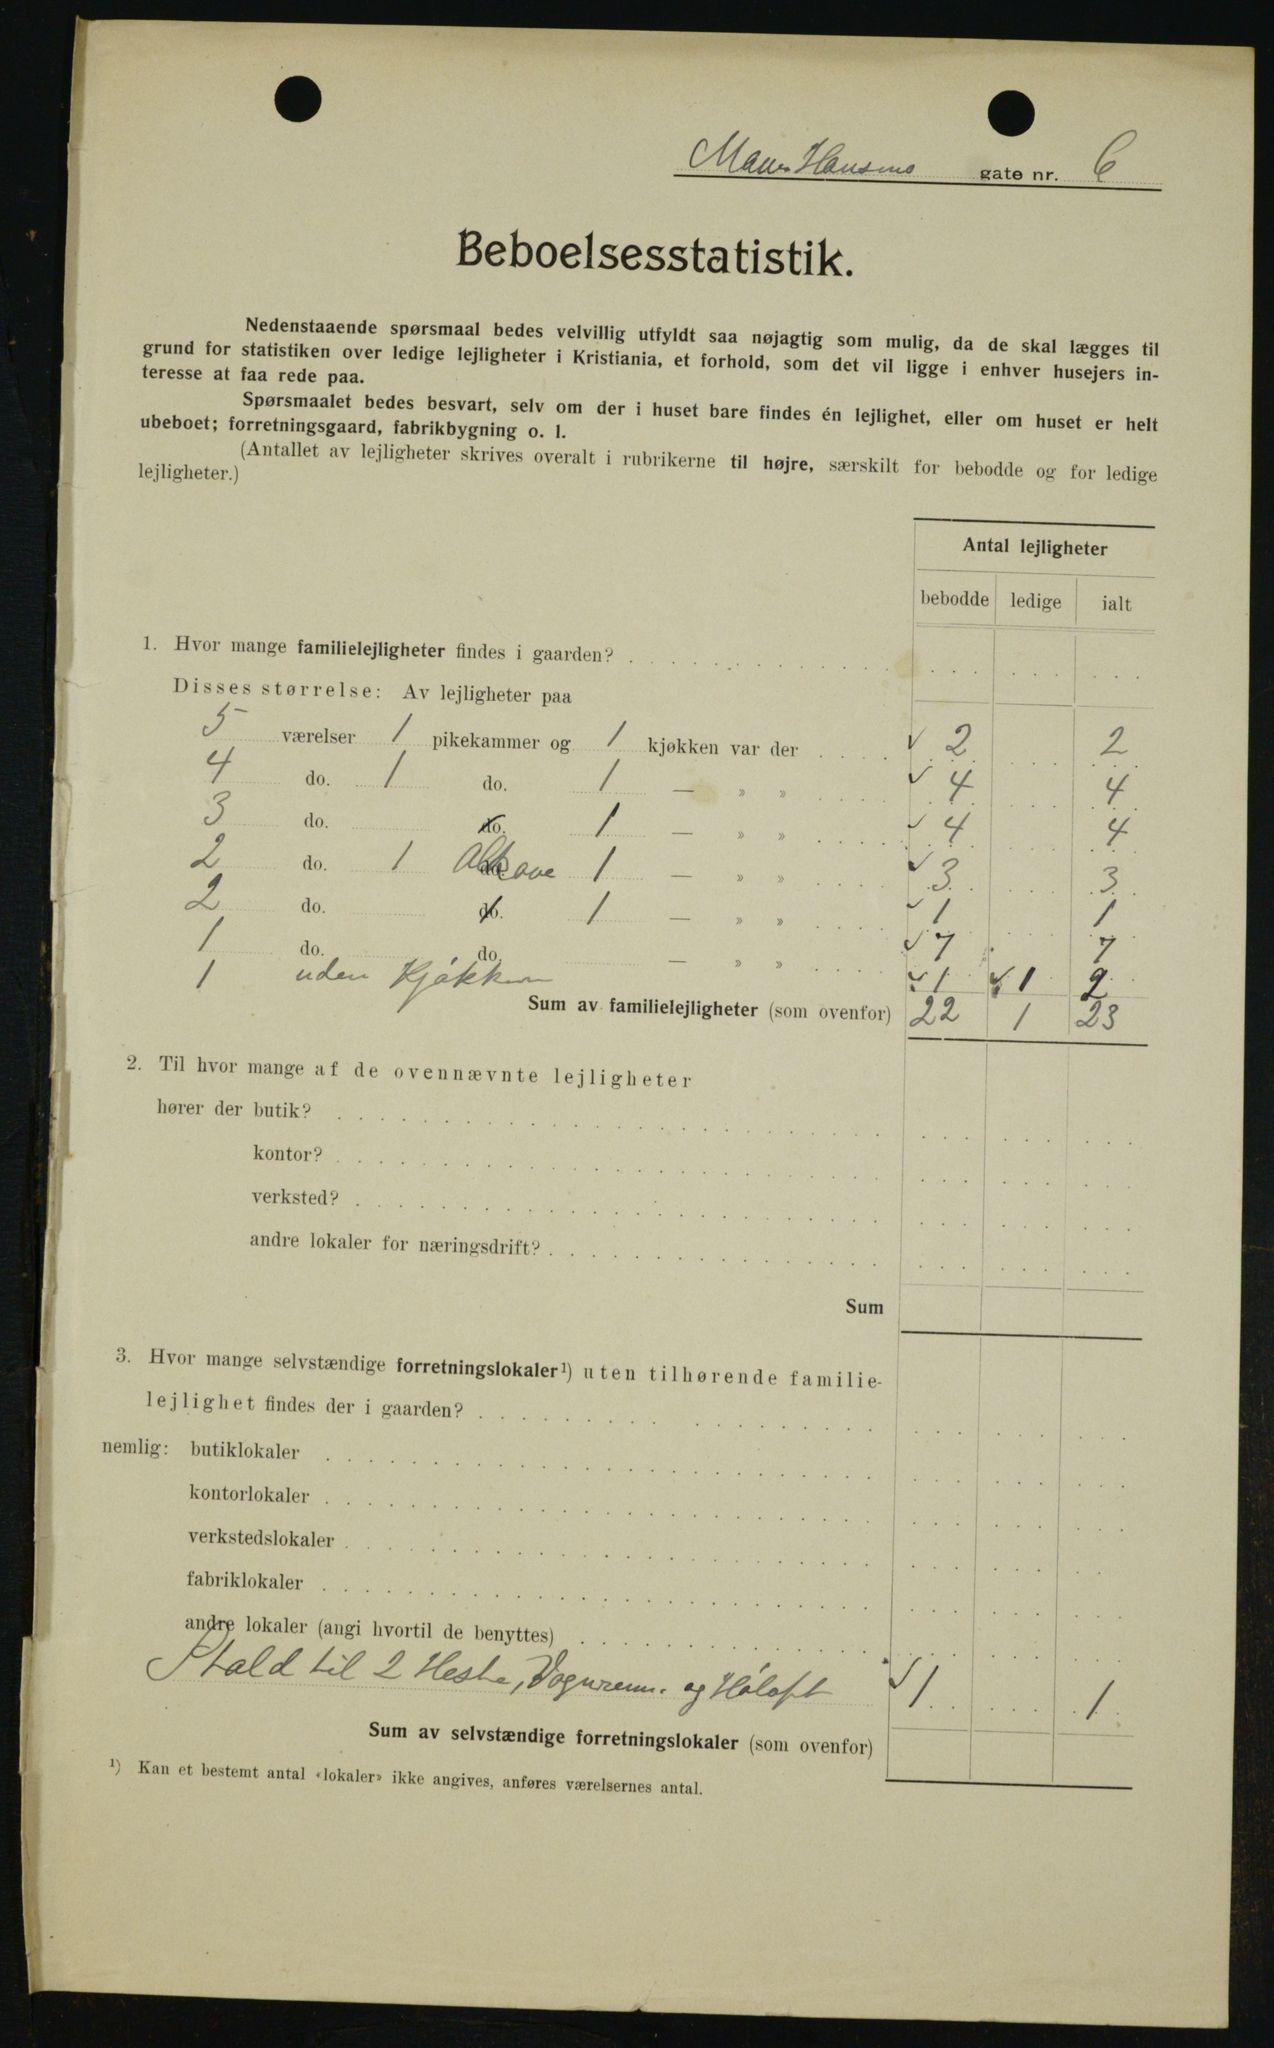 Maur Hansens gate nr. 6
Beboelsesstatistik.
Nedenstaaende spørsmaal bedes velvillig utfyldt saa nøjagtig som mulig, da de skal lægges til
grund for statistiken over ledige lejligheter i Kristiania, et forhold, som det vil ligge i enhver husejers in-
teresse at faa rede paa.
Spørsmaalet bedes besvart, selv om der i huset bare findes én lejlighet, eller om huset er helt
ubeboet; forretningsgaard, fabrikbygning o. l.
(Antallet av lejligheter skrives overalt i rubrikerne til højre, særskilt for bebodde og for ledige
lejligheter.)
Antal lejligheter
bebodde ledige ialt
1. Hvor mange familielejligheter findes i gaarden?
Disses størrelse: Av lejligheter paa
5 værelser 1 pikekammer og 1 kjøkken var der ✓ 2 2
4 do. 1 do. 1 — » » ✓ 4 4
3 do. do. 1 — » » ✓ 4 4
2 do. 1 Alkove 1 — » » ✓ 3 3
2 do. do. 1 — » » ✓ 1 1
1 do. do. — » » ✓ 7 7
1 uden Kjøkken ✓ 1 ✓ 1 2
Sum av familielejligheter (som ovenfor) 22 1 23
2. Til hvor mange af de ovennævnte lejligheter
hører der butik?
kontor?
verksted?
andre lokaler for næringsdrift?
Sum
3. Hvor mange selvstændige forretningslokaler¹) uten tilhørende familie-
lejlighet findes der i gaarden?
nemlig: butiklokaler
kontorlokaler
verkstedslokaler
fabriklokaler
andre lokaler (angi hvortil de benyttes)
Stald til 2 Heste, Vognrem. og Høloft ✓ 1 1
Sum av selvstændige forretningslokaler (som ovenfor)
¹) Kan et bestemt antal «lokaler» ikke angives, anføres værelsernes antal.